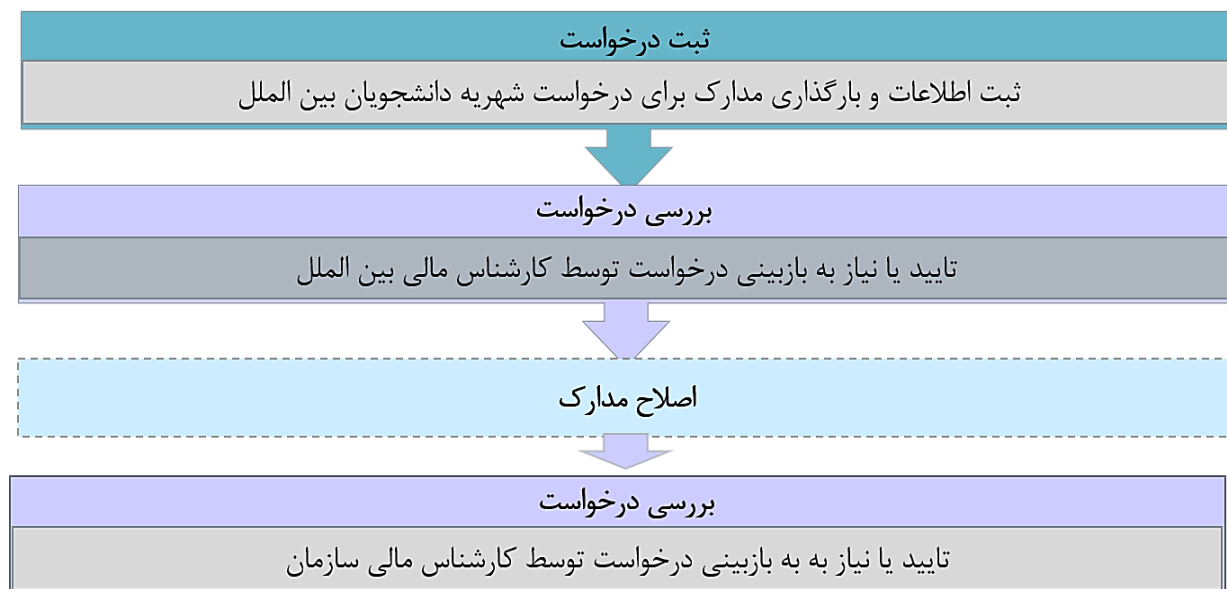 ثبت درخواست
ثبت اطلاعات و بارگذاری مدارک برای درخواست شهریه دانشجویان بین الملل
بررسی درخواست
تایید یا نیاز به بازبینی درخواست توسط کارشناس مالی بین الملل
اصلاح مدارک
بررسی درخواست
تایید یا نیاز به به بازبینی درخواست توسط کارشناس مالی سازمان